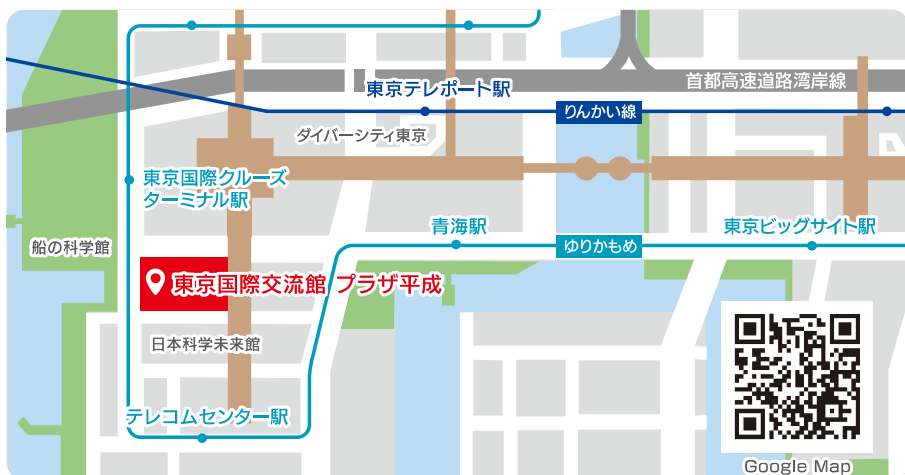 首都高速道路湾岸線
東京テレポート駅
りんかい線
ダイバーシティ東京
東京国際クルーズ
ターミナル駅
青海駅
東京ビッグサイト駅
船の科学館
ゆりかもめ
東京国際交流館 プラザ平成
日本科学未来館
テレコムセンター駅
Google Map